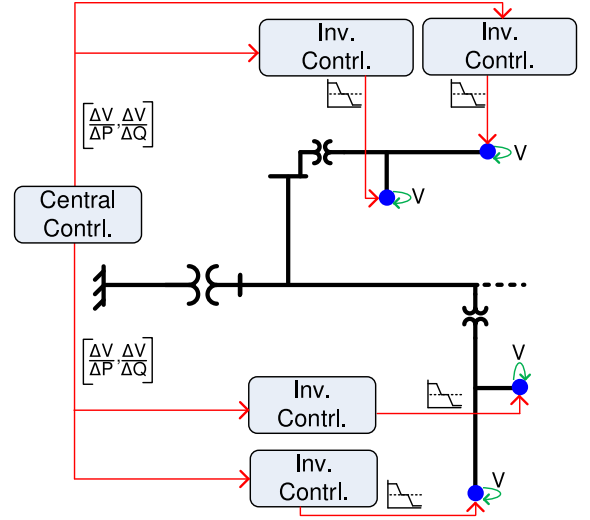 Inv.
Contrl.
Inv.
Contrl.
[ΔV/ΔP, ΔV/ΔQ]
V
V
Central
Contrl.
[ΔV/ΔP, ΔV/ΔQ]
V
Inv.
Contrl.
Inv.
Contrl.
V